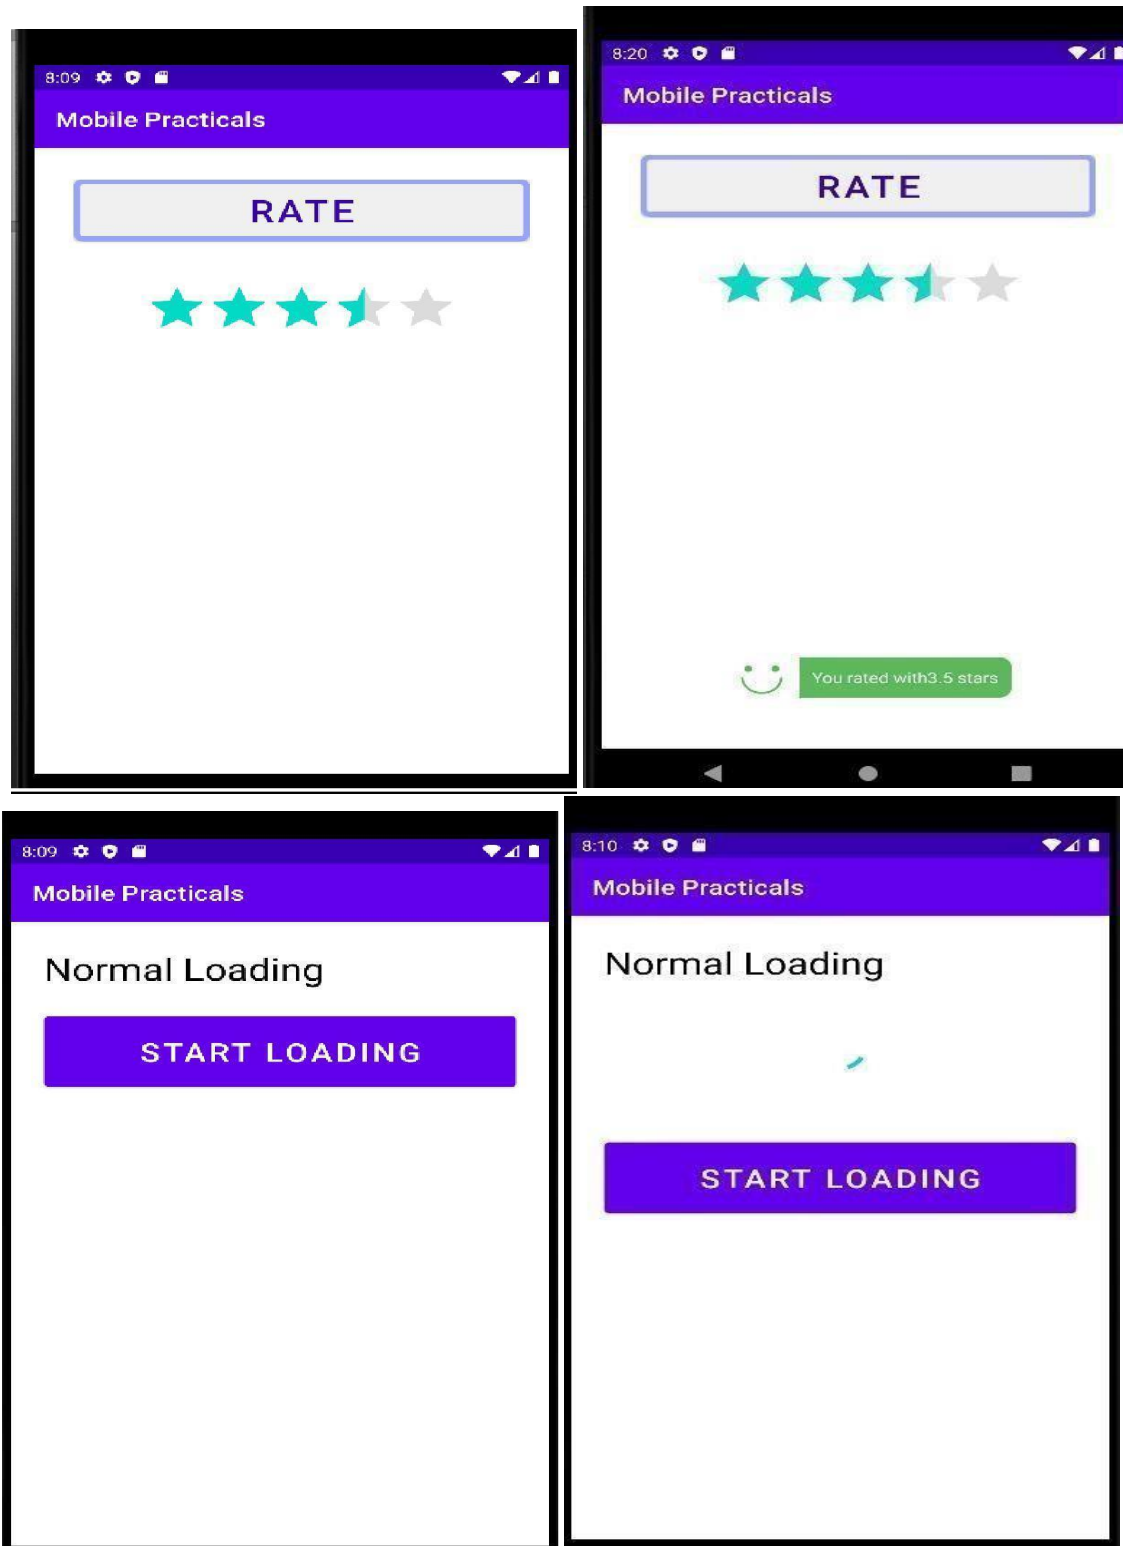 8:09
Mobile Practicals
RATE
8:20
Mobile Practicals
RATE
You rated with3.5 stars
8:09
Mobile Practicals
Normal Loading
START LOADING
8:10
Mobile Practicals
Normal Loading
START LOADING